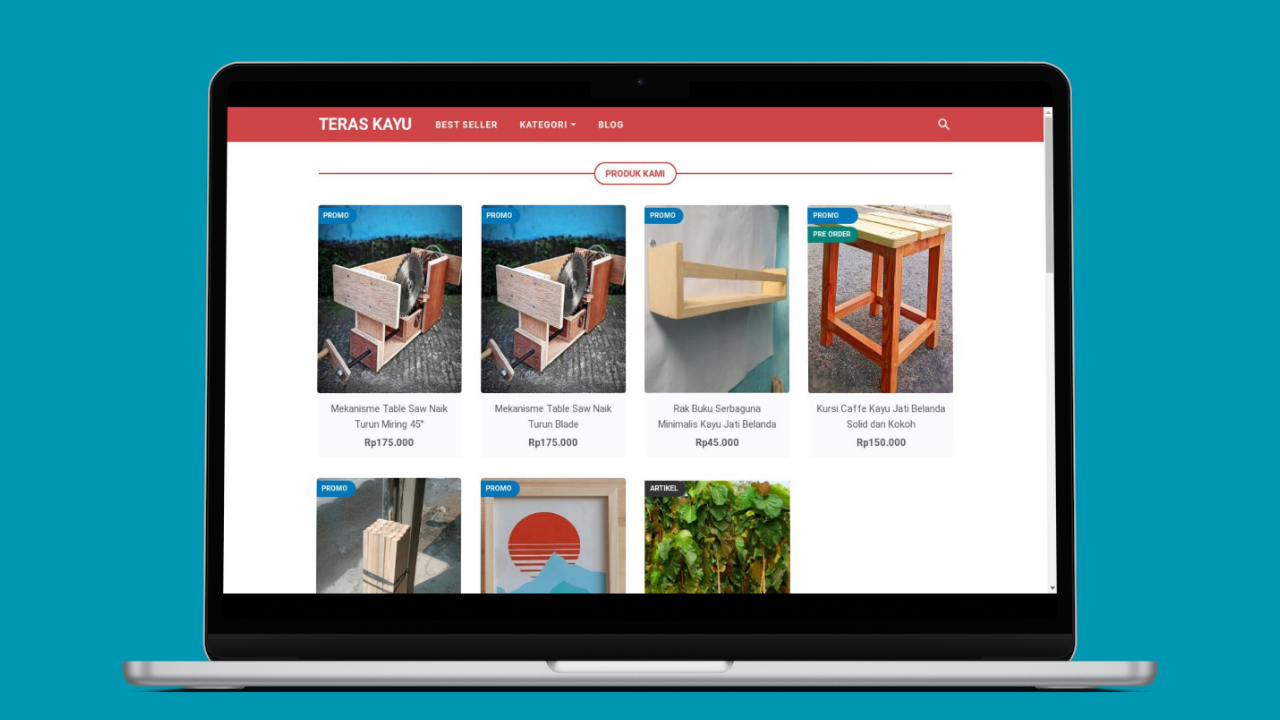 TERAS KAYU BEST SELLER KATEGORI BLOG
PRODUK KAMI
PROMO
PROMO
PROMO
PROMO
PRE ORDER
Mekanisme Table Saw Naik
Turun Miring 45°
Rp175.000
Mekanisme Table Saw Naik
Turun Blade
Rp175.000
Rak Buku Serbaguna
Minimalis Kayu Jati Belanda
Rp45.000
Kursi Caffe Kayu Jati Belanda
Solid dan Kokoh
Rp150.000
PROMO
PROMO
ARTIKEL